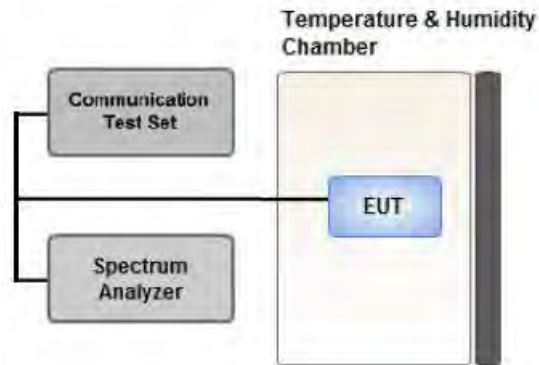 Temperature & Humidity
Chamber
Communication
Test Set
EUT
Spectrum
Analyzer